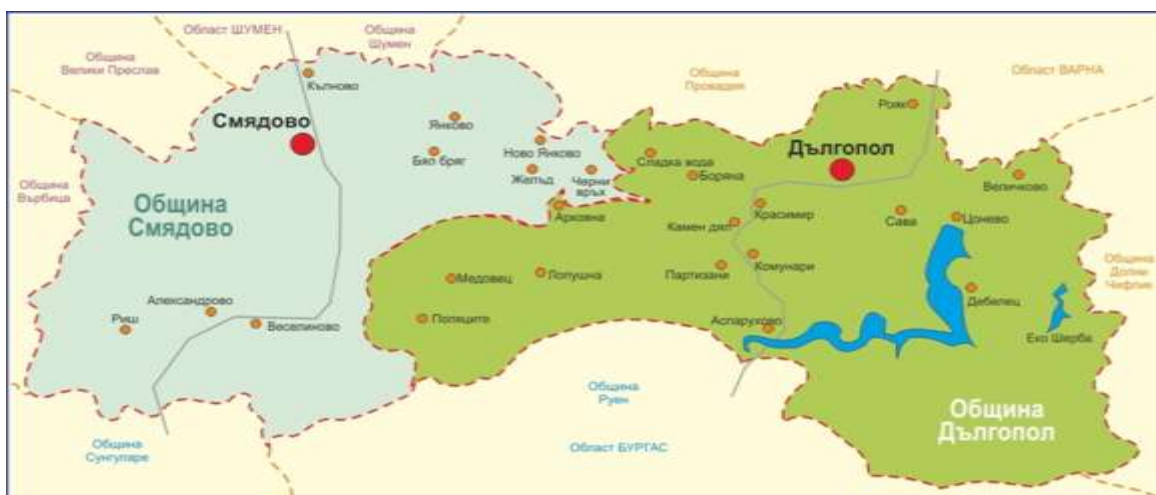 Област ШУМЕН
Община
Шумен
Община
Велики Преслав
Кълново
Община
Провадия
Област ВАРНА
Рояк
Смядово
Янково
Бял бряг
Ново Янково
Желъд
Черни
връх
Сладка вода
Боряна
Дългопол
Величково
Община
Върбица
Община
Смядово
Арковна
Камен дял
Красимир
Сава
Цонево
Медовец
Лопушна
Партизани
Комунари
Община
Долни
Чифлик
Дебелец
Александрово
Риш
Веселиново
Поляците
Аспарухово
Еко Шерба
Община
Руен
Община
Дългопол
Община
Сунгуларе
Област БУРГАС